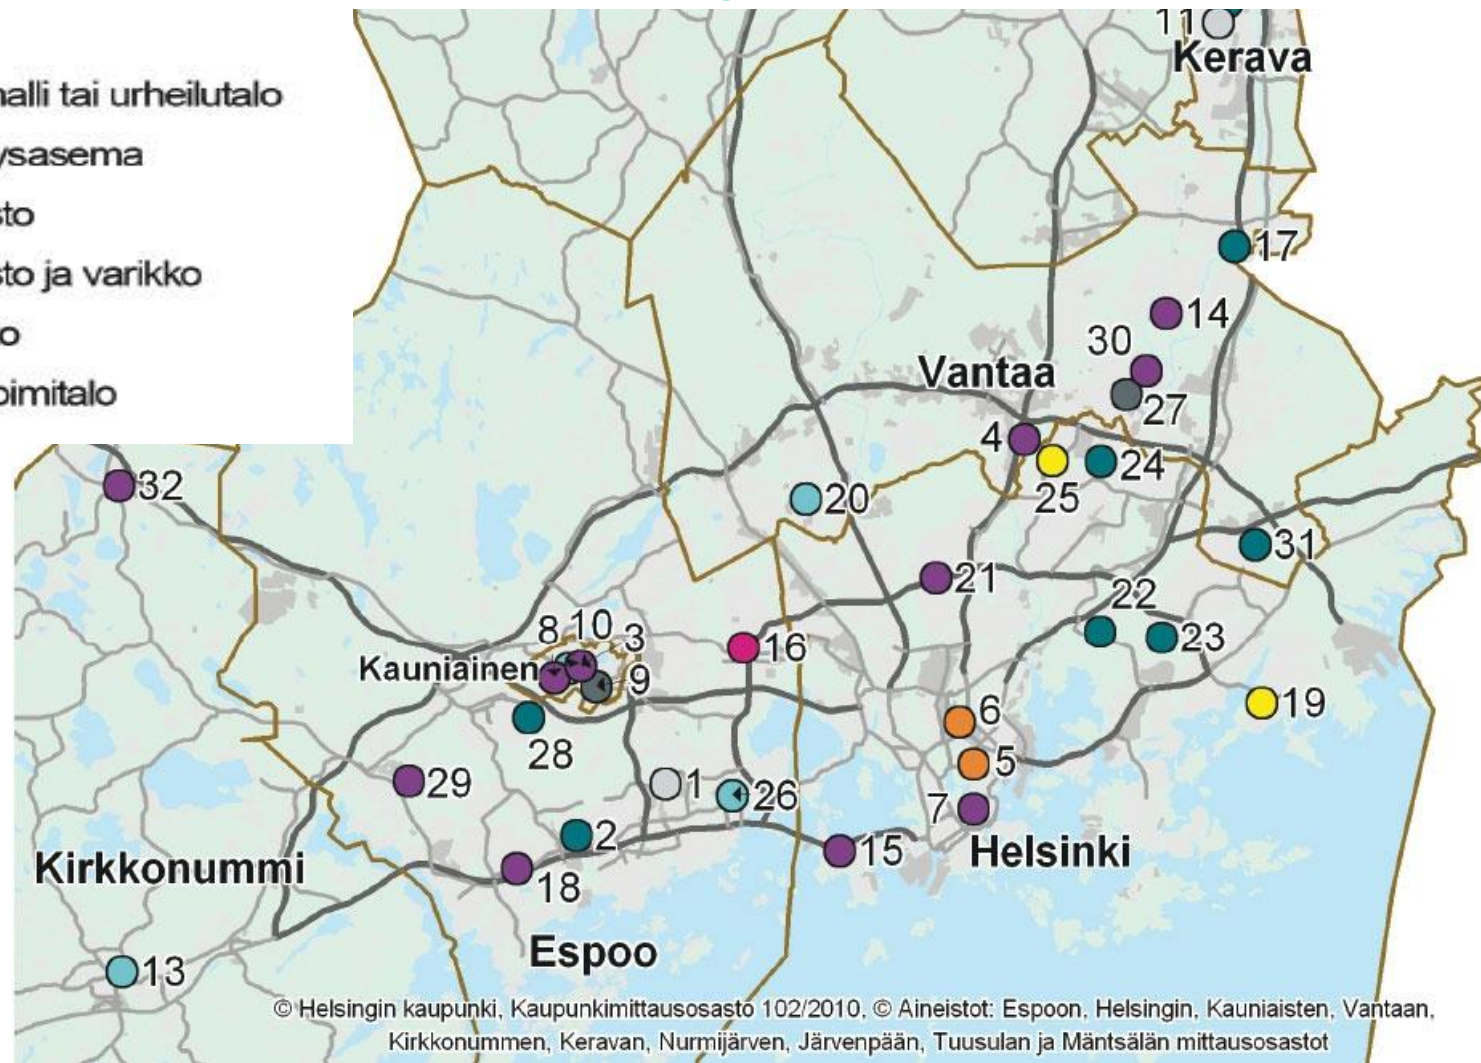 halli tai urheilutalo
ysasema
sto
sto ja varikko
o
oimitalo
11
Kerava
17
14
30
Vantaa
27
4
24
25
32
20
31
21
22
23
8 10 3
16
Kauniainen
9
19
6
28
5
29
1
26
7
2
15
Helsinki
Kirkkonummi
18
Espoo
13
© Helsingin kaupunki, Kaupunkimittausosasto 102/2010, © Aineistot: Espoon, Helsingin, Kauniaisten, Vantaan,
Kirkkonummen, Keravan, Nurmijärven, Järvenpään, Tuusulan ja Mäntsälän mittausosastot